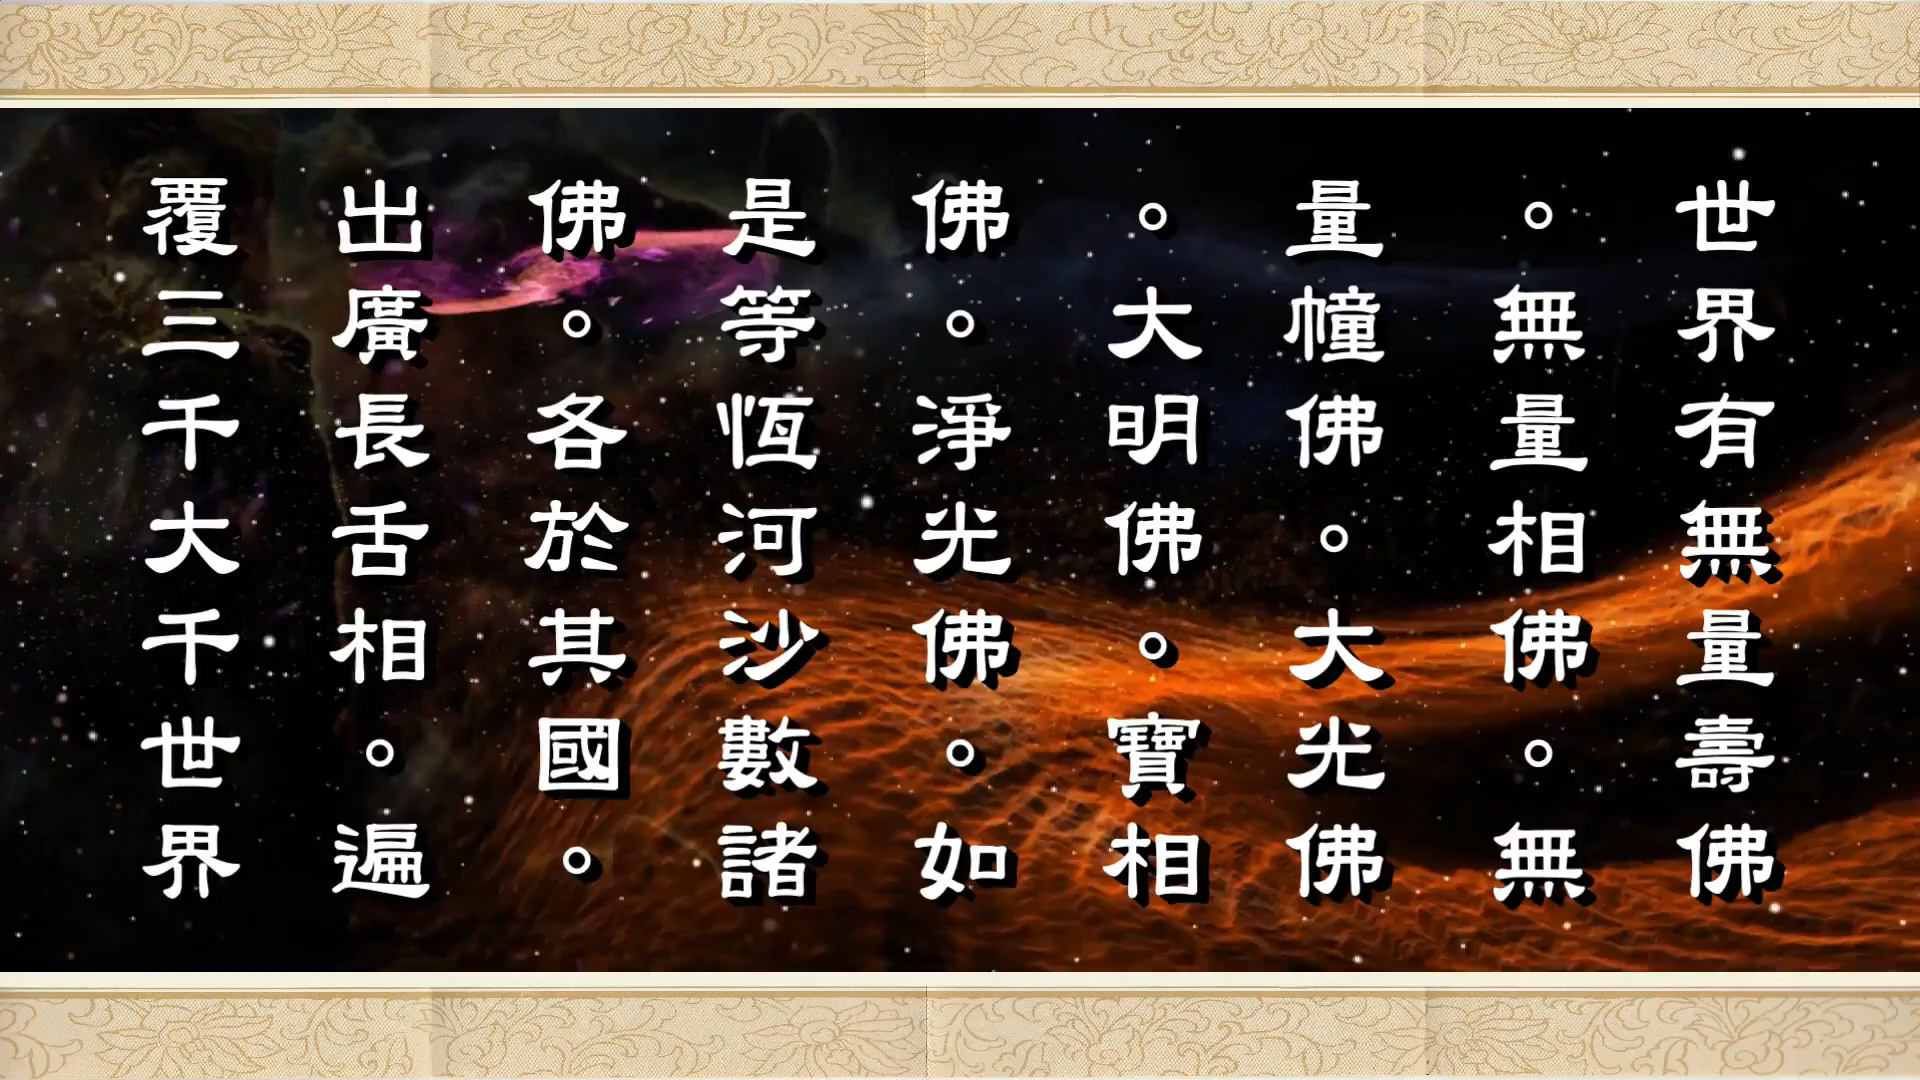 世界有無量壽佛
。無量相佛。無
量幢佛。大光佛
。大明佛。寶相
佛。淨光佛。如
是等恆河沙數諸
佛。各於其國。
出廣長舌相。遍
覆三千大千世界